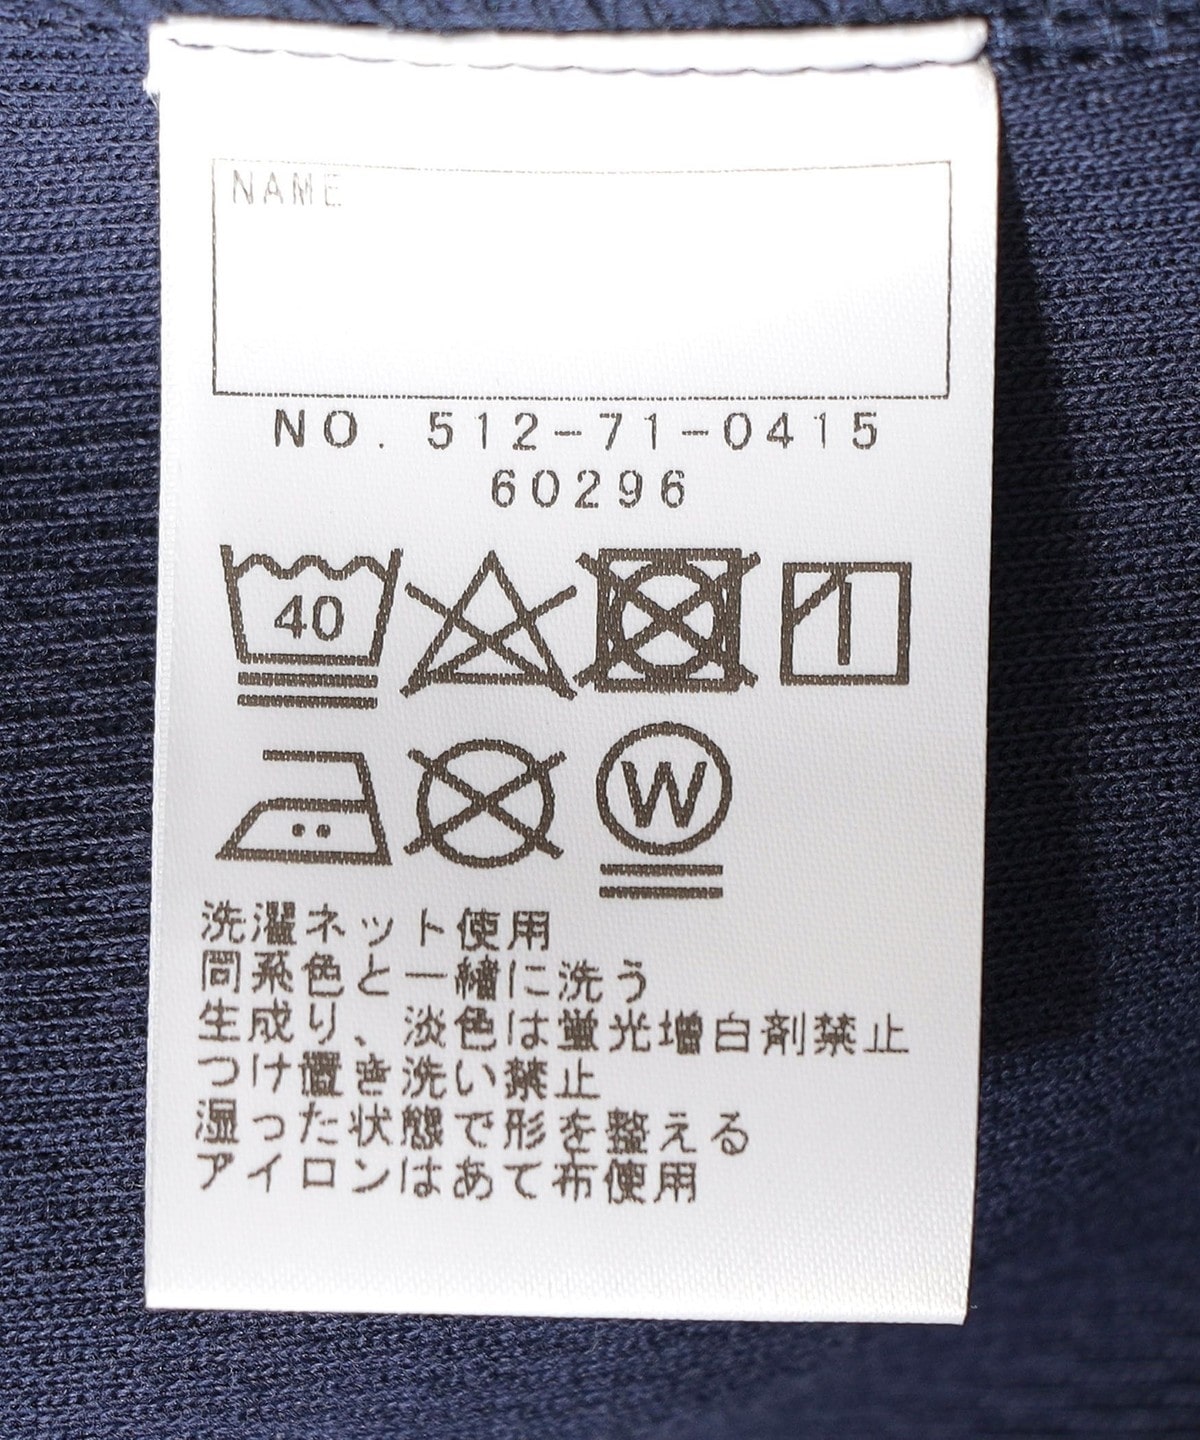 NAME
NO. 512-71-0415
60296
40
W
洗濯ネット使用
同系色と一緒に洗う
生成り、淡色は蛍光増白剤禁止
つけ置き洗い禁止
湿った状態で形を整える
アイロンはあて布使用